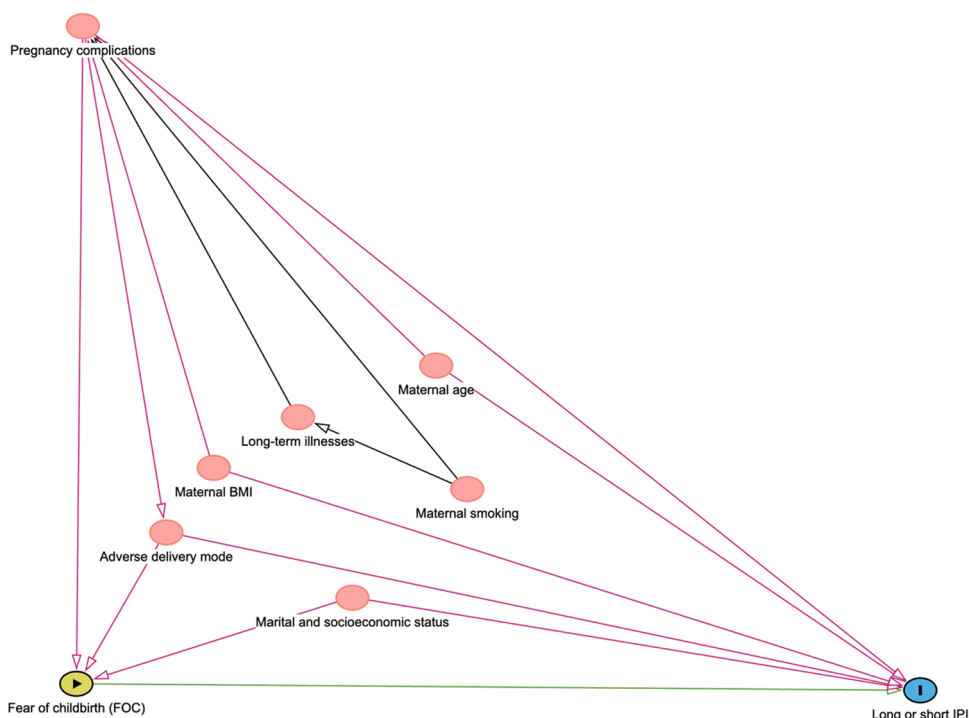 Pregnancy complications
Maternal age
Long-term illnesses
Maternal BMI
Maternal smoking
Adverse delivery mode
Marital and socioeconomic status
Fear of childbirth (FOC)
Long or short IPI